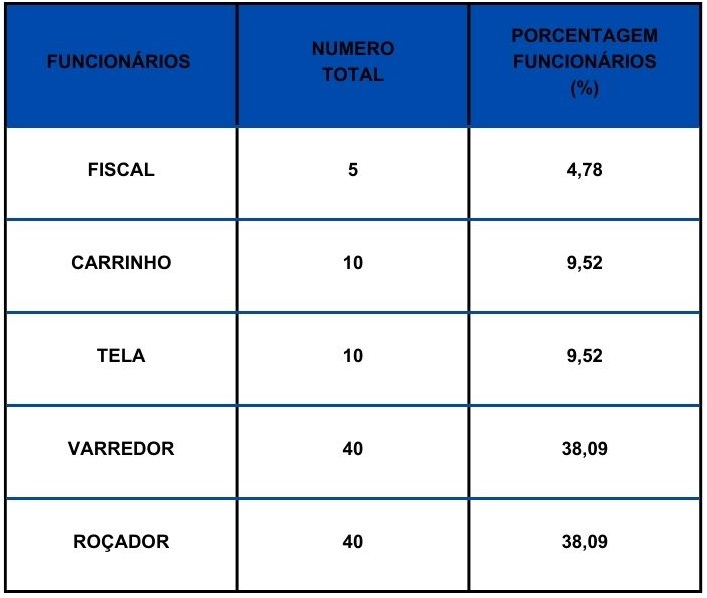 FUNCIONÁRIOS
NUMERO
TOTAL
PORCENTAGEM
FUNCIONÁRIOS
(%)
FISCAL 5 4,78
CARRINHO 10 9,52
TELA 10 9,52
VARREDOR 40 38,09
ROÇADOR 40 38,09